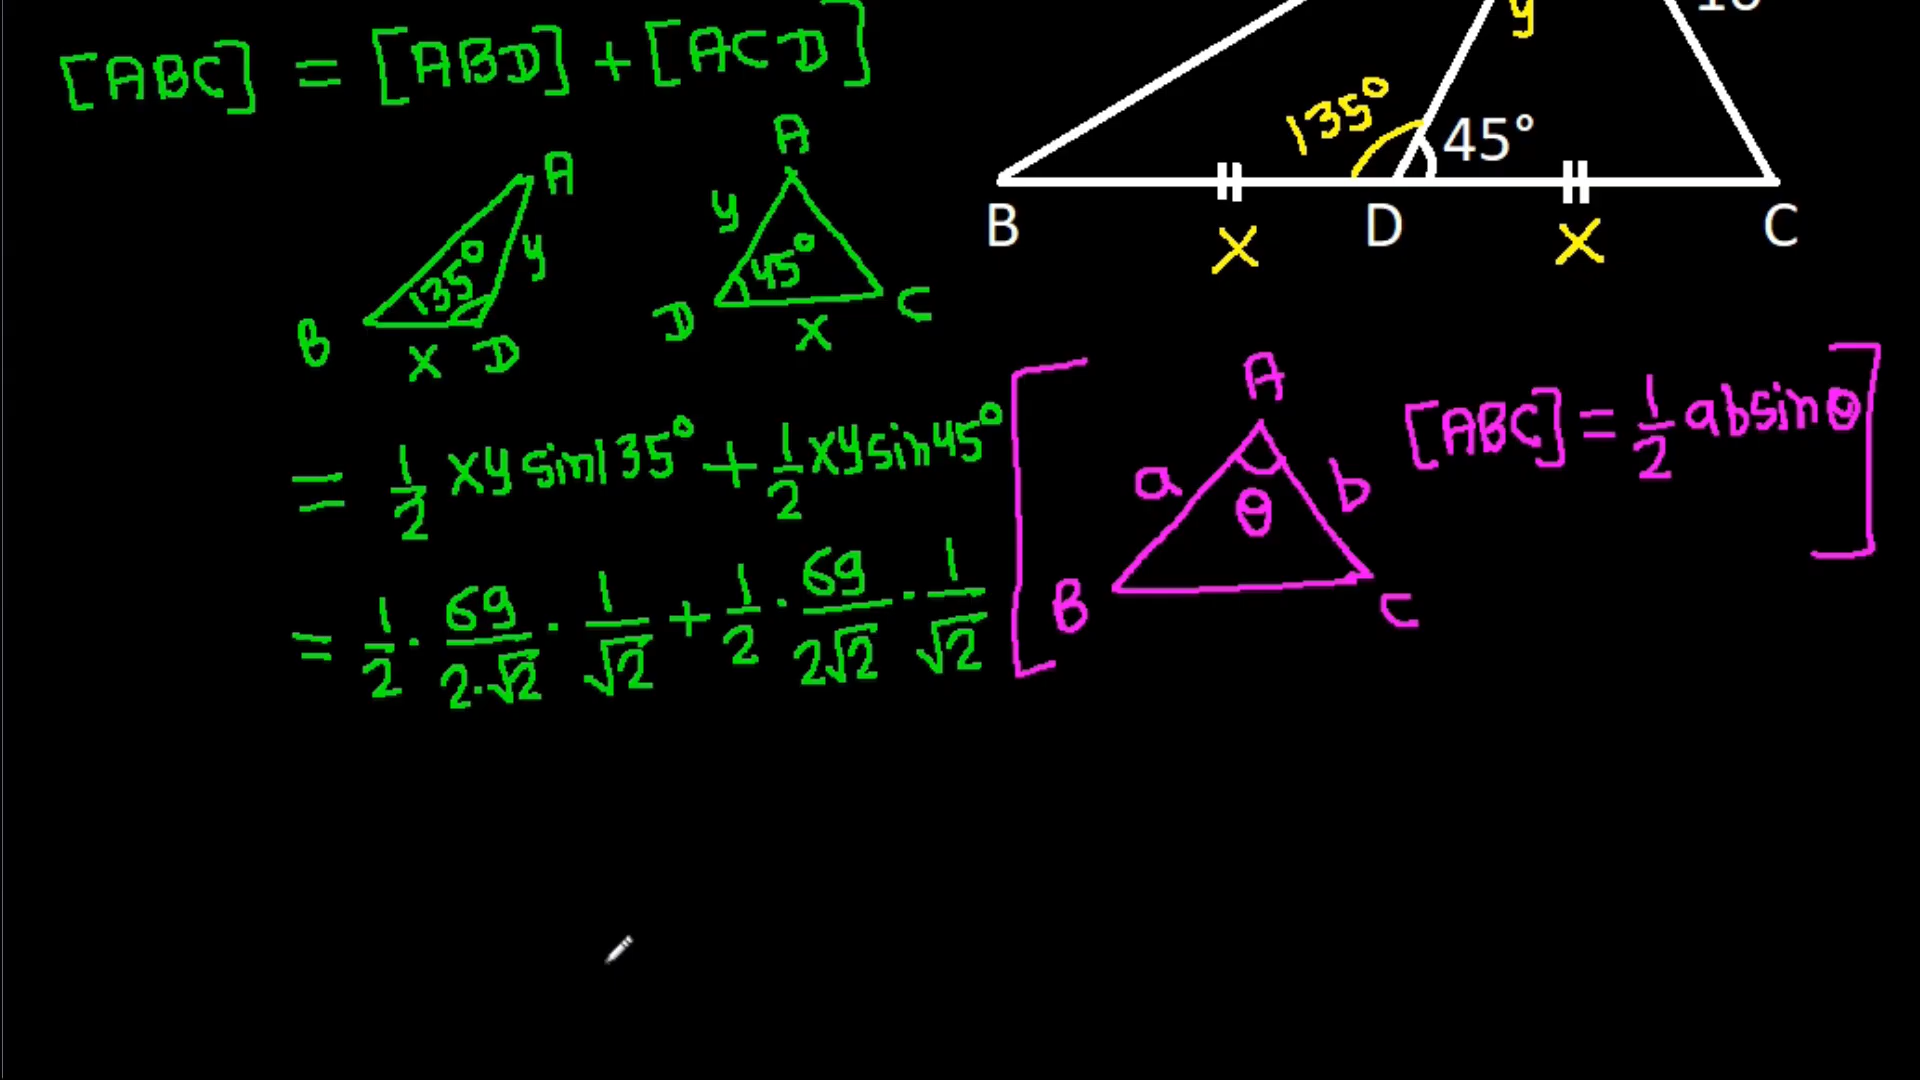 [ABC] = [ABD] + [ACD]
y
135°
45°
B
D
C
x
x
A
135°
y
B
x
D
A
y
45°
D
x
C
= 1/2 xy sin135° + 1/2 xy sin45°
= 1/2 · 69/2·√2 · 1/√2 + 1/2 · 69/2√2 · 1/√2
A
a
θ
b
B
C
[ABC] = 1/2 ab sinθ